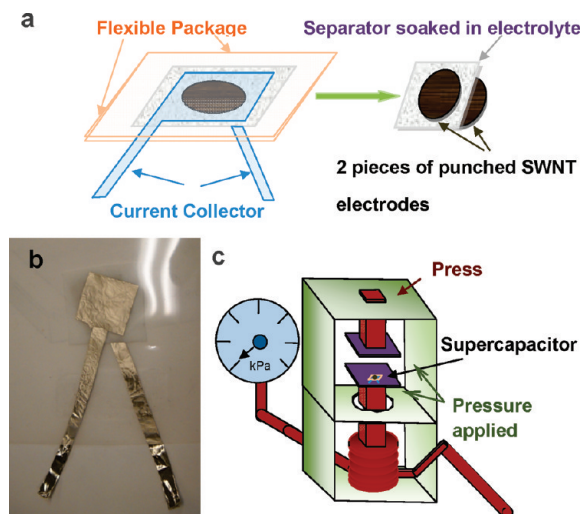 a
Flexible Package
Separator soaked in electrolyte
2 pieces of punched SWNT
electrodes
Current Collector
b
c
Press
Supercapacitor
kPa
Pressure
applied